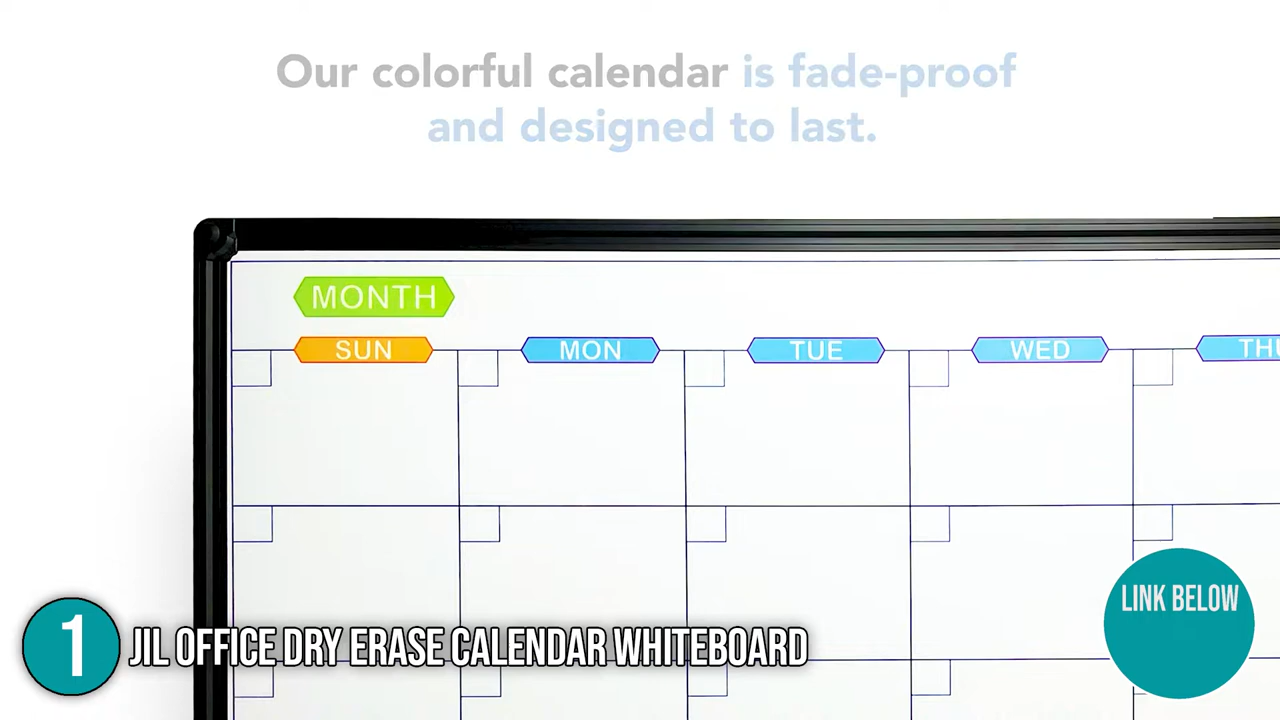 Our colorful calendar is fade-proof
and designed to last.
MONTH
SUN MON TUE WED THU
1 JIL OFFICE DRY ERASE CALENDAR WHITEBOARD
LINK BELOW